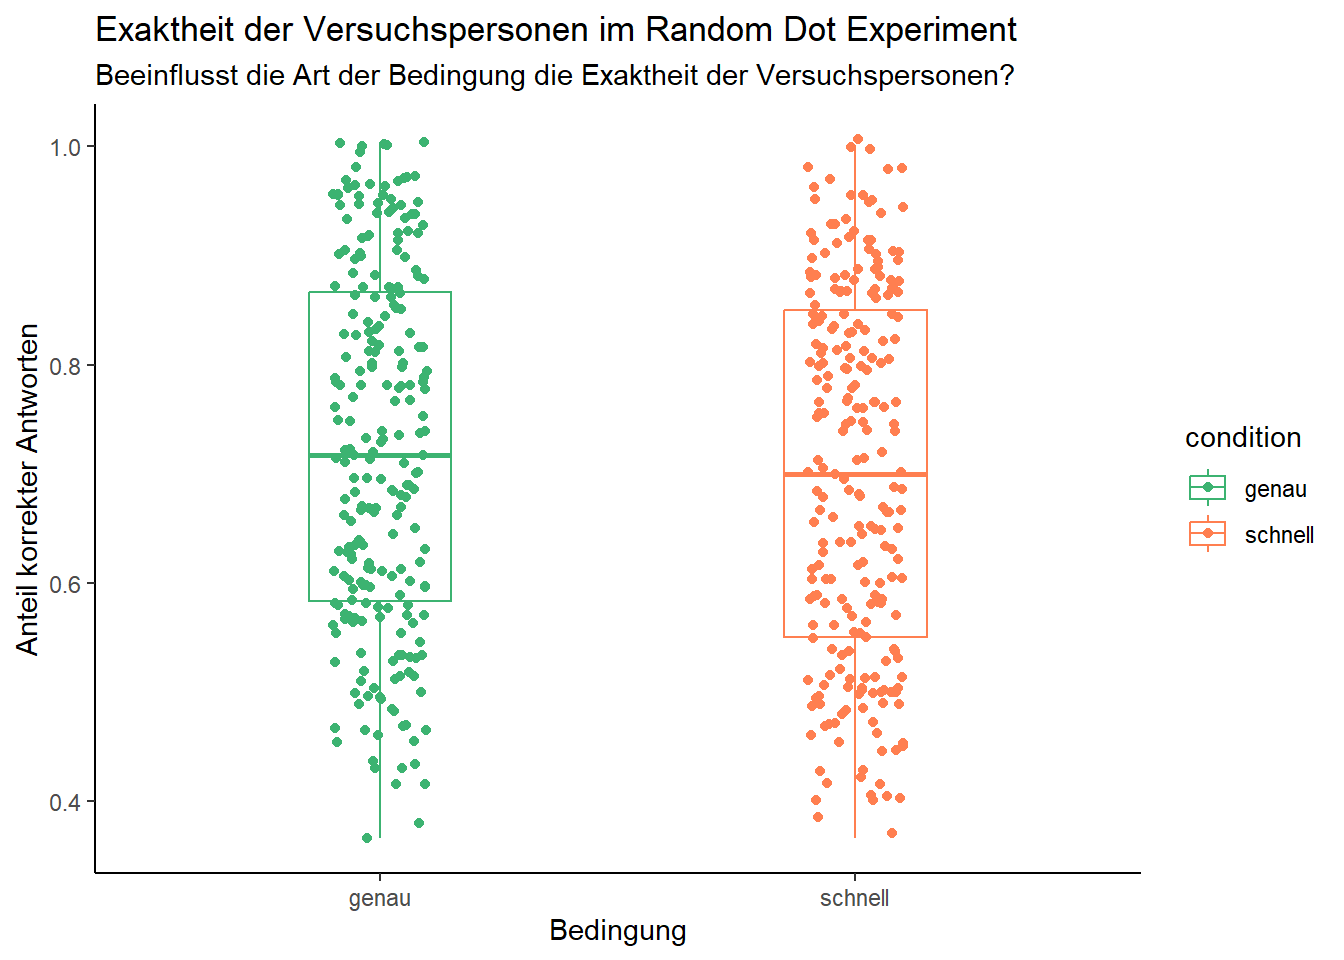 Exaktheit der Versuchspersonen im Random Dot Experiment
Beeinflusst die Art der Bedingung die Exaktheit der Versuchspersonen?
Anteil korrekter Antworten
1.0
0.8
0.6
0.4
genau
schnell
Bedingung
condition
genau
schnell